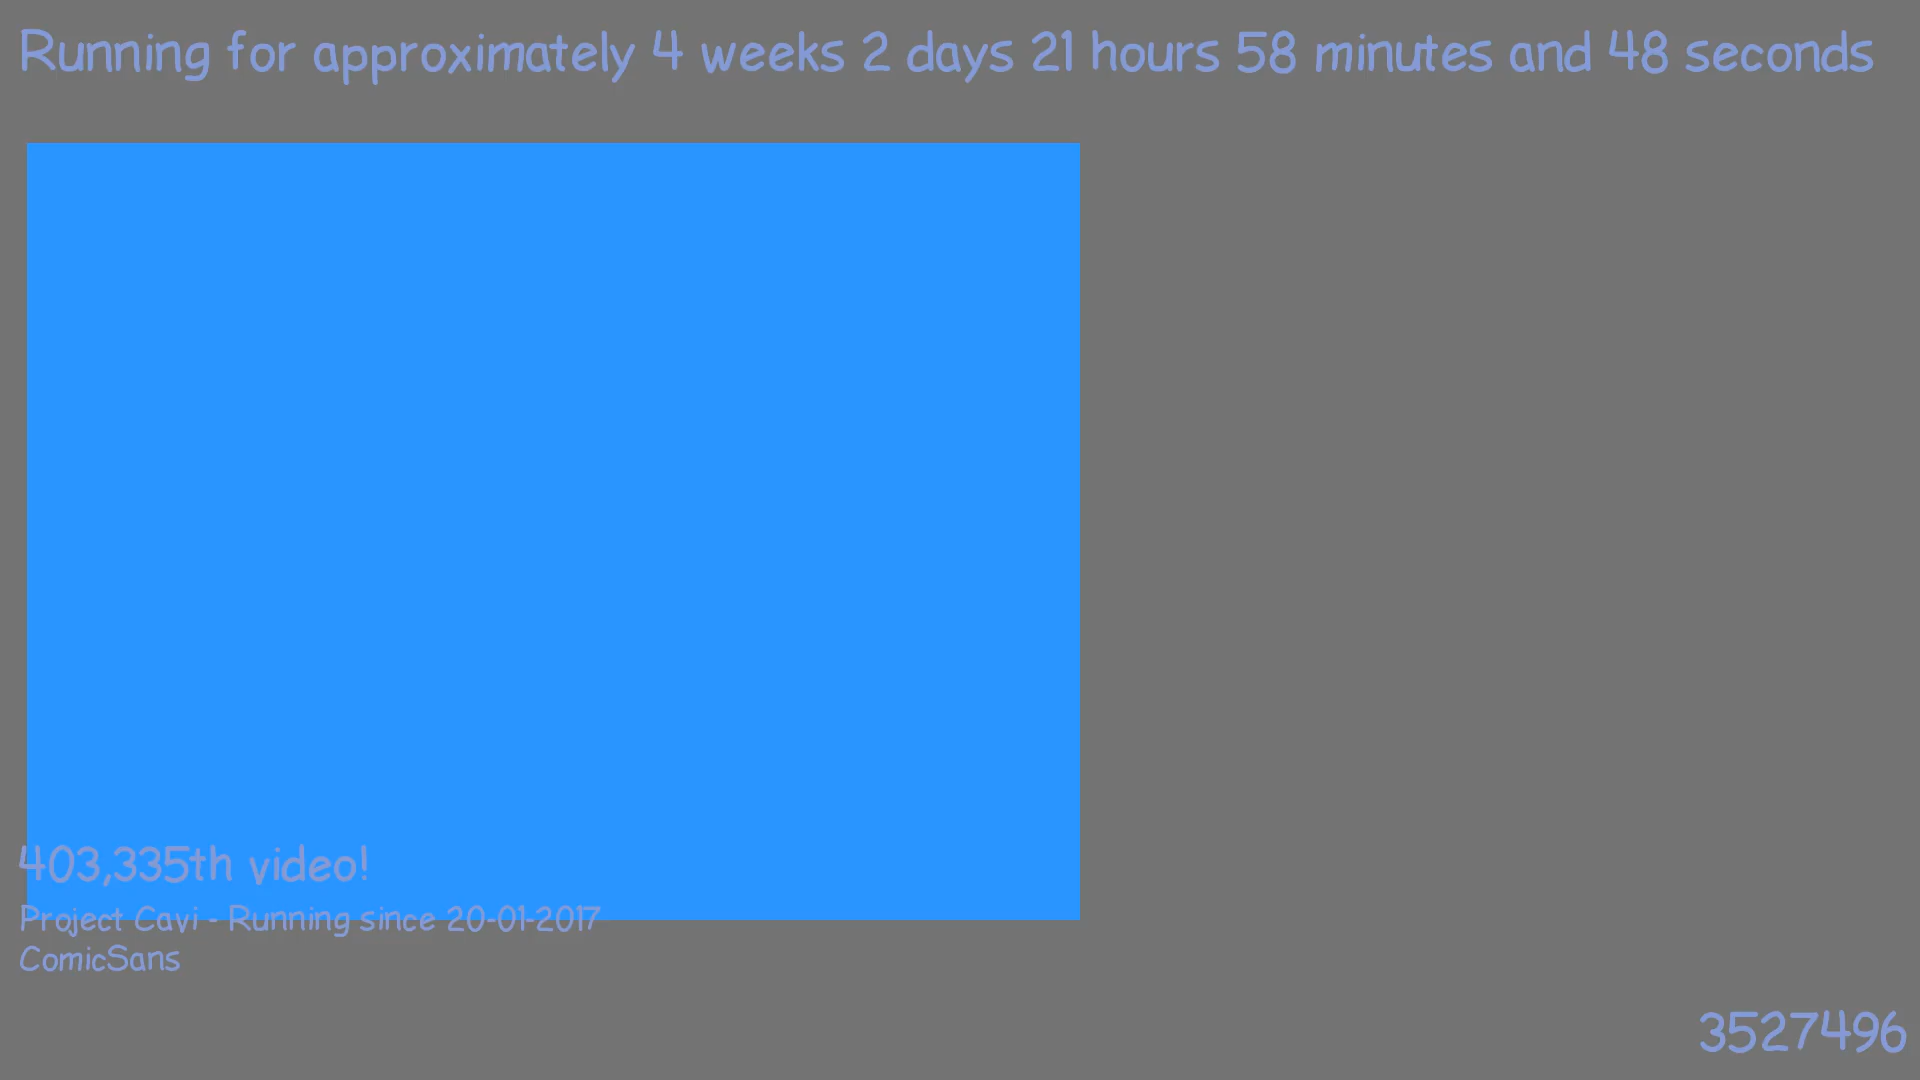 Running for approximately 4 weeks 2 days 21 hours 58 minutes and 48 seconds
403,335th video!
Project Cavi - Running since 20-01-2017
ComicSans
3527496